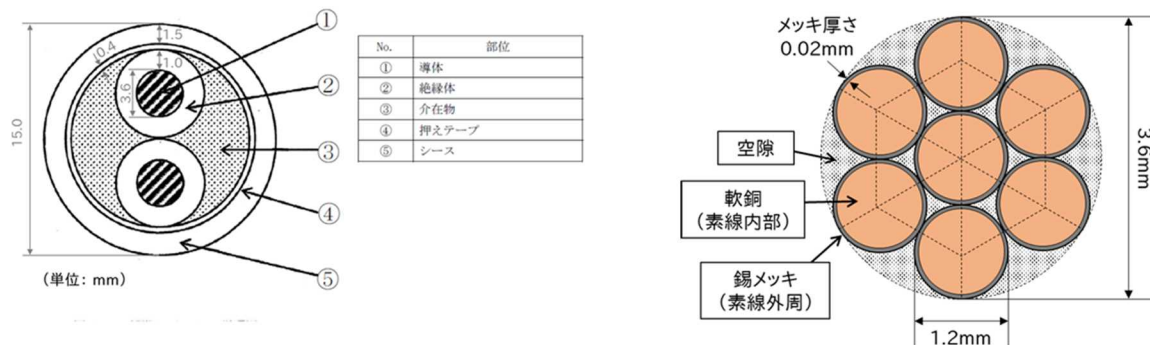 ①
1.5
0.4
1.0
②
3.6
15.0
③
④
(単位: mm)
⑤
No. 部位
① 導体
② 絶縁体
③ 介在物
④ 押えテープ
⑤ シース
メッキ厚さ
0.02mm
空隙
軟銅
(素線内部)
錫メッキ
(素線外周)
3.6mm
1.2mm